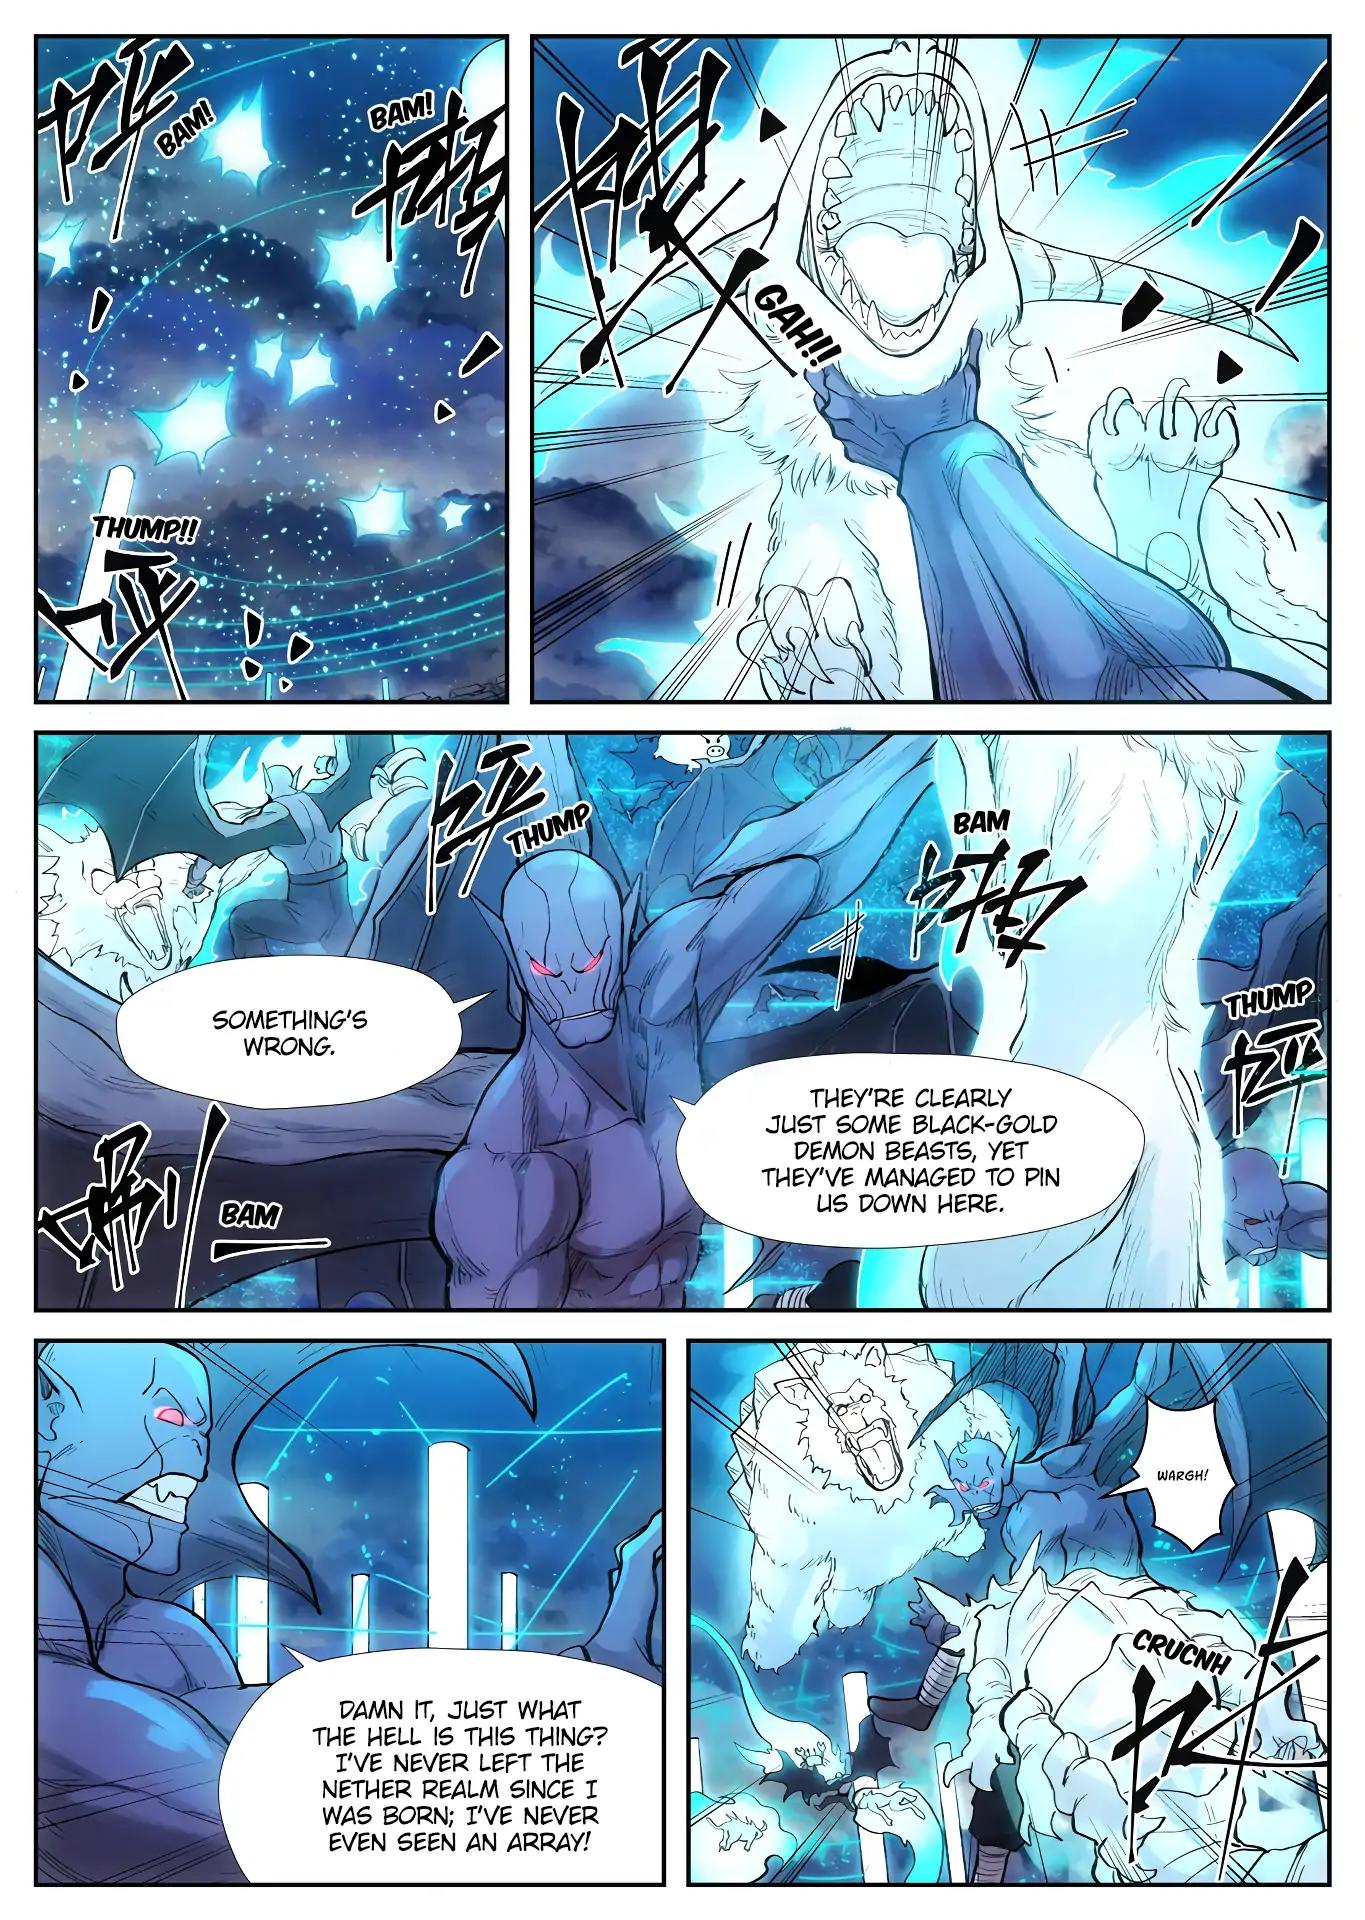 BAM!
BAM!
THUMP!!
GAH!!
THUMP
BAM
THUMP
SOMETHING'S
WRONG.
THEY'RE CLEARLY
JUST SOME BLACK-GOLD
DEMON BEASTS, YET
THEY'VE MANAGED TO PIN
US DOWN HERE.
BAM
DAMN IT, JUST WHAT
THE HELL IS THIS THING?
I'VE NEVER LEFT THE
NETHER REALM SINCE I
WAS BORN; I'VE NEVER
EVEN SEEN AN ARRAY!
WARGH!
CRUCNH